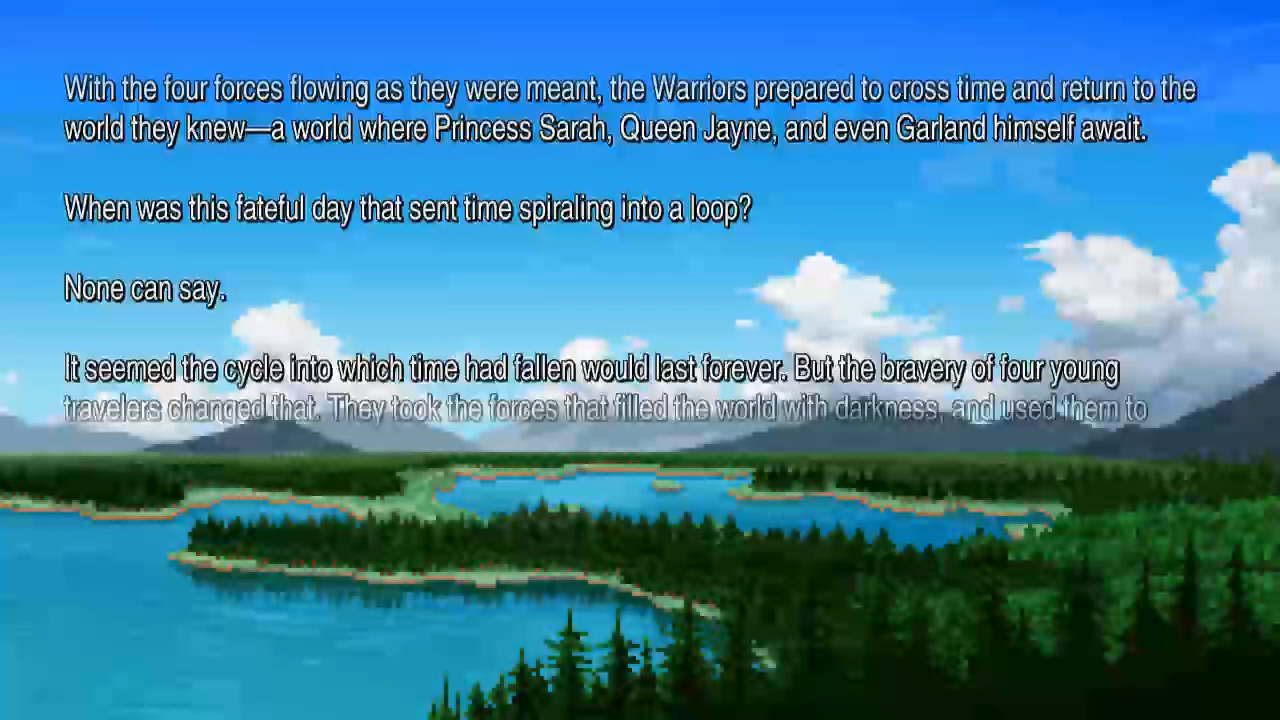 With the four forces flowing as they were meant, the Warriors prepared to cross time and return to the
world they knew—a world where Princess Sarah, Queen Jayne, and even Garland himself await.
When was this fateful day that sent time spiraling into a loop?
None can say.
It seemed the cycle into which time had fallen would last forever. But the bravery of four young
travelers changed that. They took the forces that filled the world with darkness, and used them to